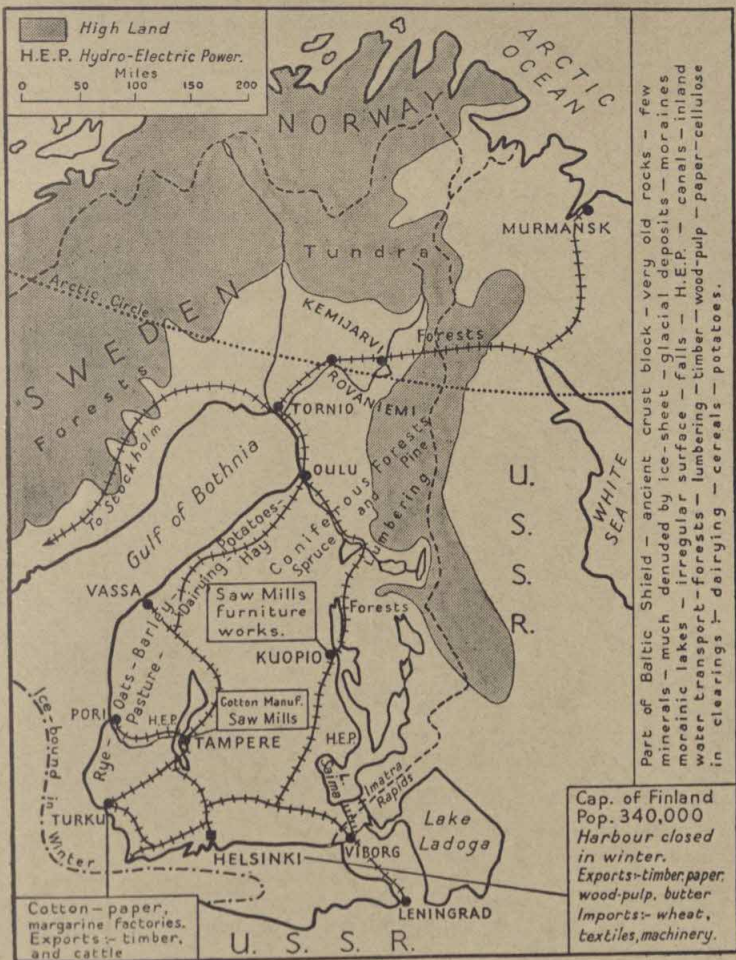 High Land
H.E.P. Hydro-Electric Power.
Miles
0 50 100 150 200
ARCTIC
OCEAN
NORWAY
MURMANSK
Tundra
Arctic Circle
SWEDEN
Forests
KEMIJARVI
Forests
ROVANIEMI
TORNIO
To Stockholm
OULU
Gulf of Bothnia
WHITE
SEA
U.
S.
S.
R.
Coniferous Forests
Spruce and Pine
Lumbering
Potatoes-
Dairying-Hay
VASSA
Saw Mills
furniture
works.
Forests
KUOPIO
Rye-Oats-Barley-
Pasture-
Cotton Manuf.
Saw Mills
PORI
H.E.P.
TAMPERE
H.E.P.
L.
Saima
Imatra
Rapids
Ice-bound in Winter
TURKU
Lake
Ladoga
HELSINKI
VIBORG
LENINGRAD
U. S. S. R.
Cotton-paper,
margarine factories.
Exports:- timber,
and cattle
Cap. of Finland
Pop. 340,000
Harbour closed
in winter.
Exports:-timber, paper,
wood-pulp, butter
Imports:- wheat,
textiles, machinery.
Part of Baltic Shield - ancient crust block - very old rocks - few
minerals - much denuded by ice-sheet - glacial deposits - moraines
morainic lakes - irregular surface - falls - H.E.P. - canals - inland
water transport - forests - lumbering - timber - wood-pulp - paper-cellulose
in clearings :- dairying - cereals - potatoes.